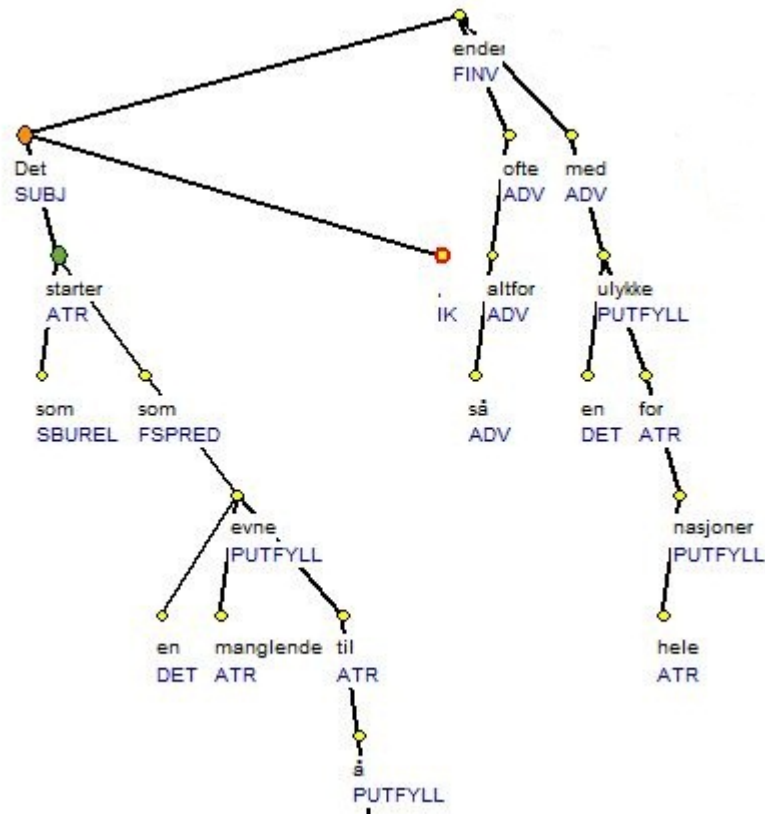 ender
FINV
Det ofte med
SUBJ ADV ADV
starter , altfor ulykke
ATR IK ADV PUTFYLL
som som så en for
SBUREL FSPRED ADV DET ATR
evne nasjoner
PUTFYLL PUTFYLL
en manglende til hele
DET ATR ATR ATR
å
PUTFYLL